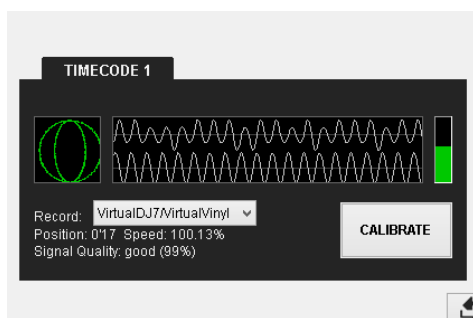 TIMECODE 1
Record: VirtualDJ7/VirtualVinyl
Position: 0'17 Speed: 100.13%
Signal Quality: good (99%)
CALIBRATE